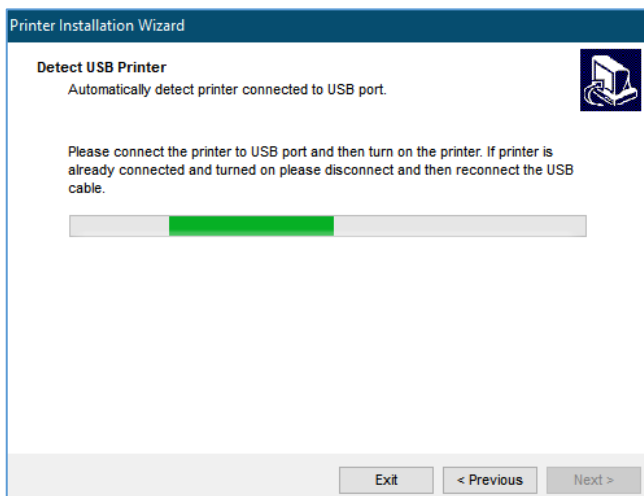 Printer Installation Wizard
Detect USB Printer
Automatically detect printer connected to USB port.
Please connect the printer to USB port and then turn on the printer. If printer is
already connected and turned on please disconnect and then reconnect the USB
cable.
Exit
< Previous
Next >